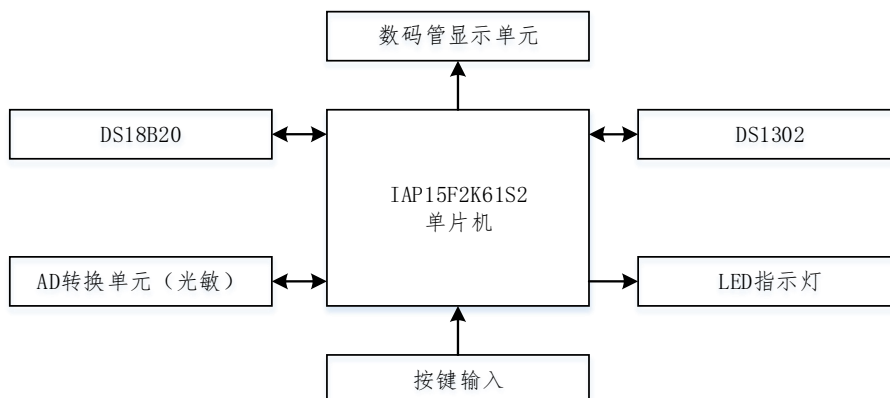 数码管显示单元
DS18B20
DS1302
IAP15F2K61S2
单片机
AD转换单元（光敏）
LED指示灯
按键输入